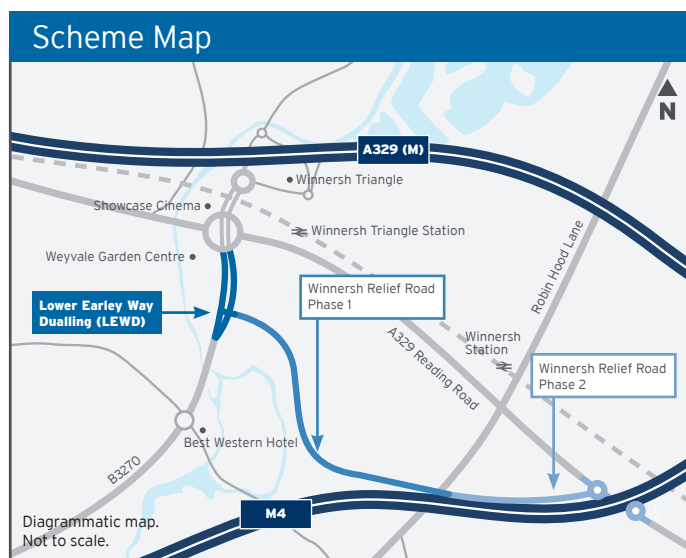 Scheme Map
N
A329 (M)
Winnersh Triangle
Showcase Cinema
Winnersh Triangle Station
Weyvale Garden Centre
Robin Hood Lane
Winnersh Relief Road
Phase 1
Lower Earley Way
Dualling (LEWD)
A329 Reading Road
Winnersh
Station
Winnersh Relief Road
Phase 2
Best Western Hotel
B3270
M4
Diagrammatic map.
Not to scale.